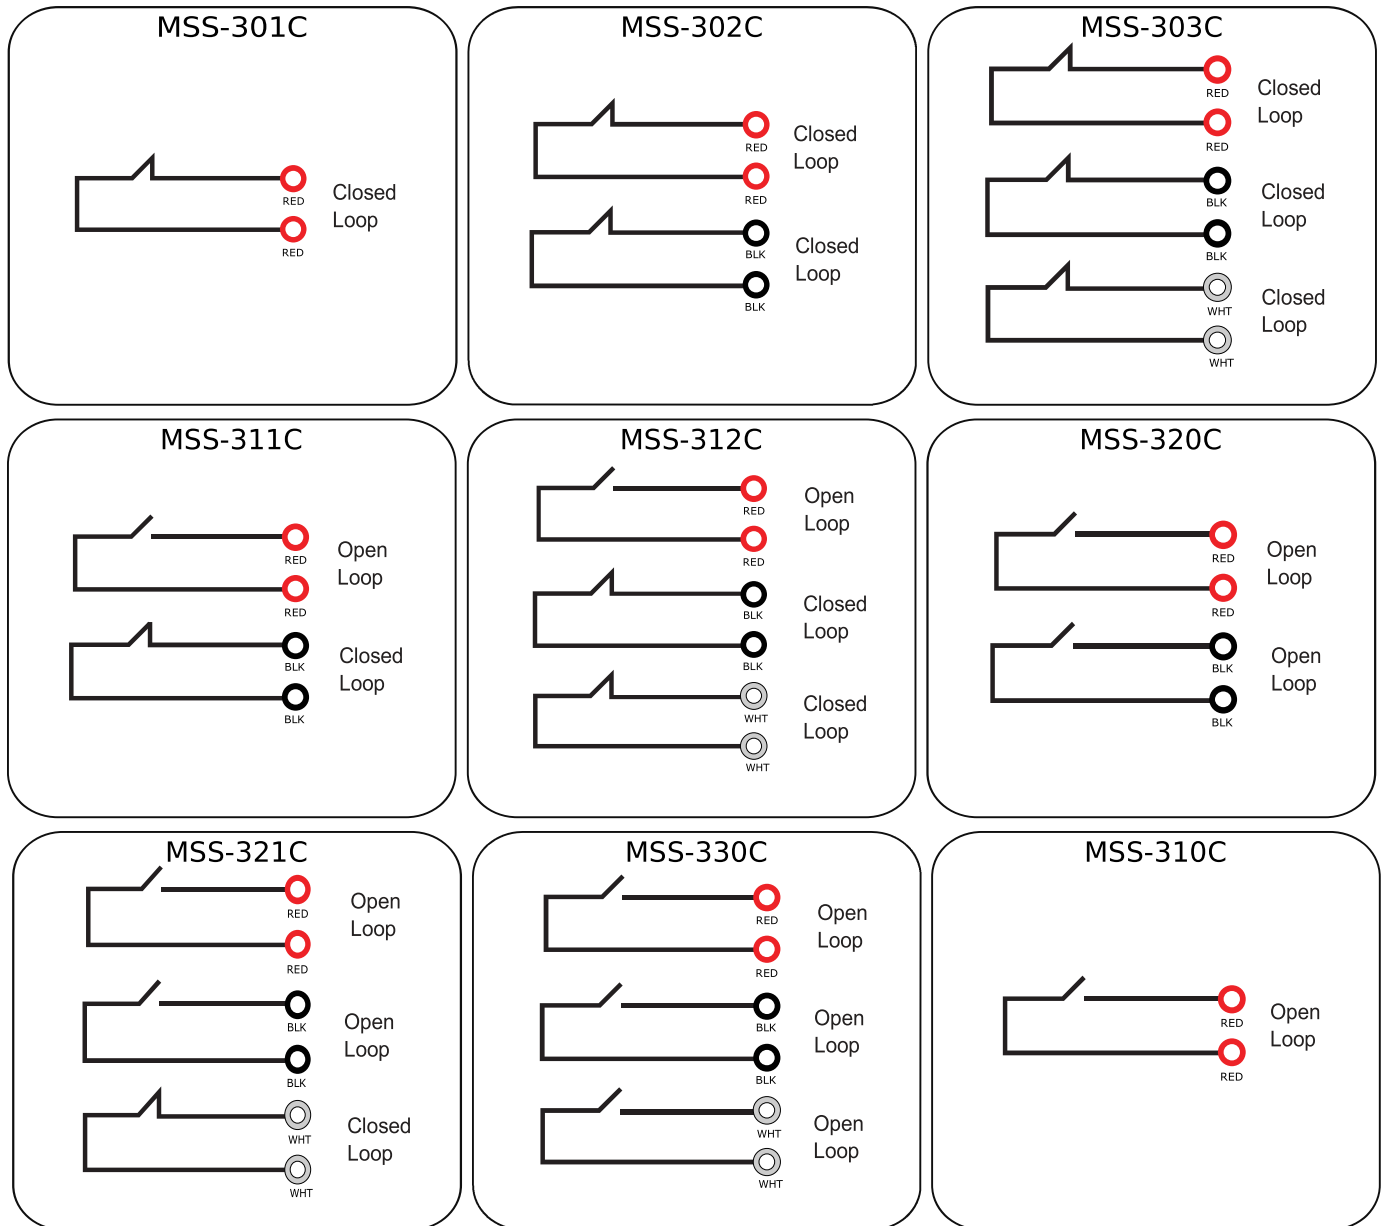 MSS-301C
RED
RED
Closed
Loop
MSS-302C
RED
RED
Closed
Loop
BLK
BLK
Closed
Loop
MSS-303C
RED
RED
Closed
Loop
BLK
BLK
Closed
Loop
WHT
WHT
Closed
Loop
MSS-311C
RED
RED
Open
Loop
BLK
BLK
Closed
Loop
MSS-312C
RED
RED
Open
Loop
BLK
BLK
Closed
Loop
WHT
WHT
Closed
Loop
MSS-320C
RED
RED
Open
Loop
BLK
BLK
Open
Loop
MSS-321C
RED
RED
Open
Loop
BLK
BLK
Open
Loop
WHT
WHT
Closed
Loop
MSS-330C
RED
RED
Open
Loop
BLK
BLK
Open
Loop
WHT
WHT
Open
Loop
MSS-310C
RED
RED
Open
Loop